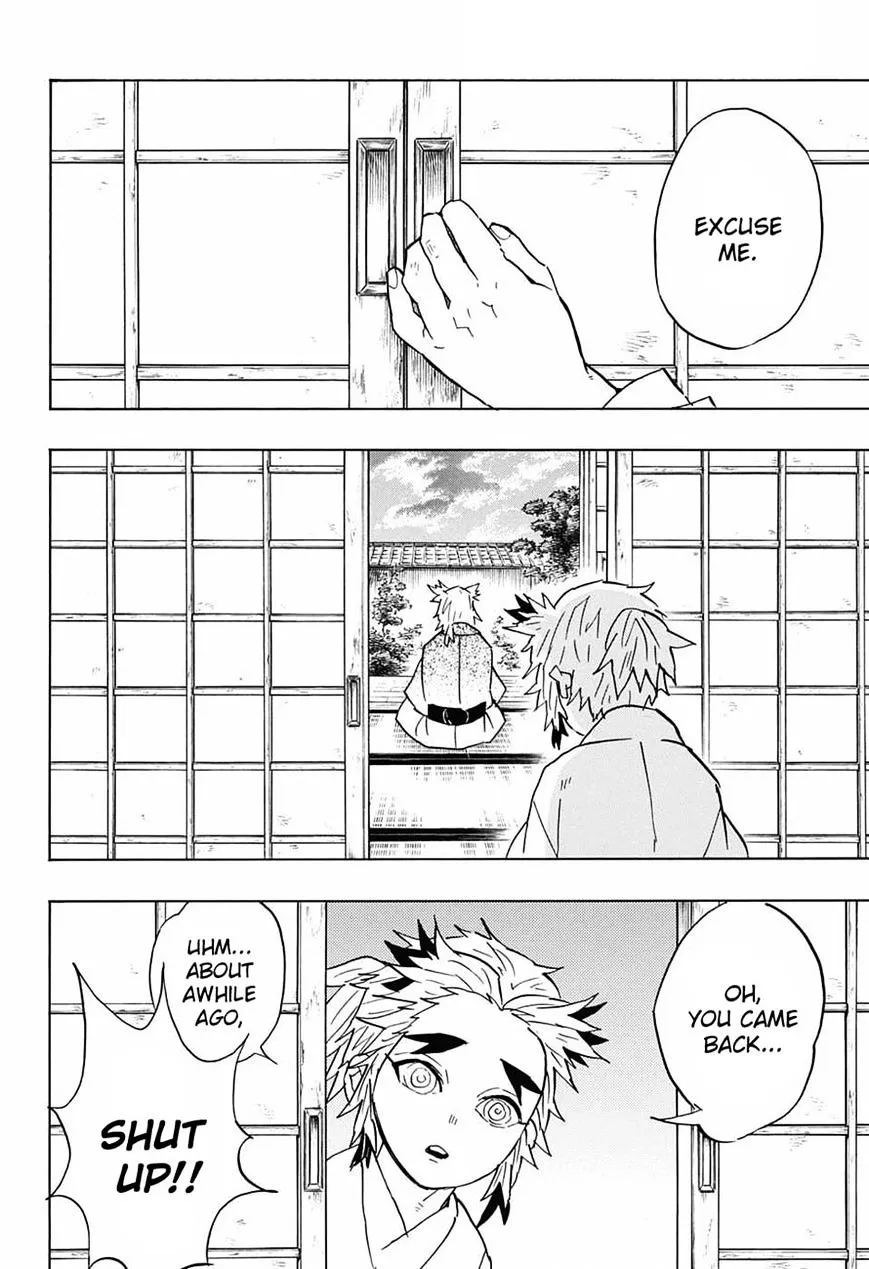 EXCUSE
ME.
OH,
YOU CAME
BACK...
UHM...
ABOUT
AWHILE
AGO,
SHUT
UP!!